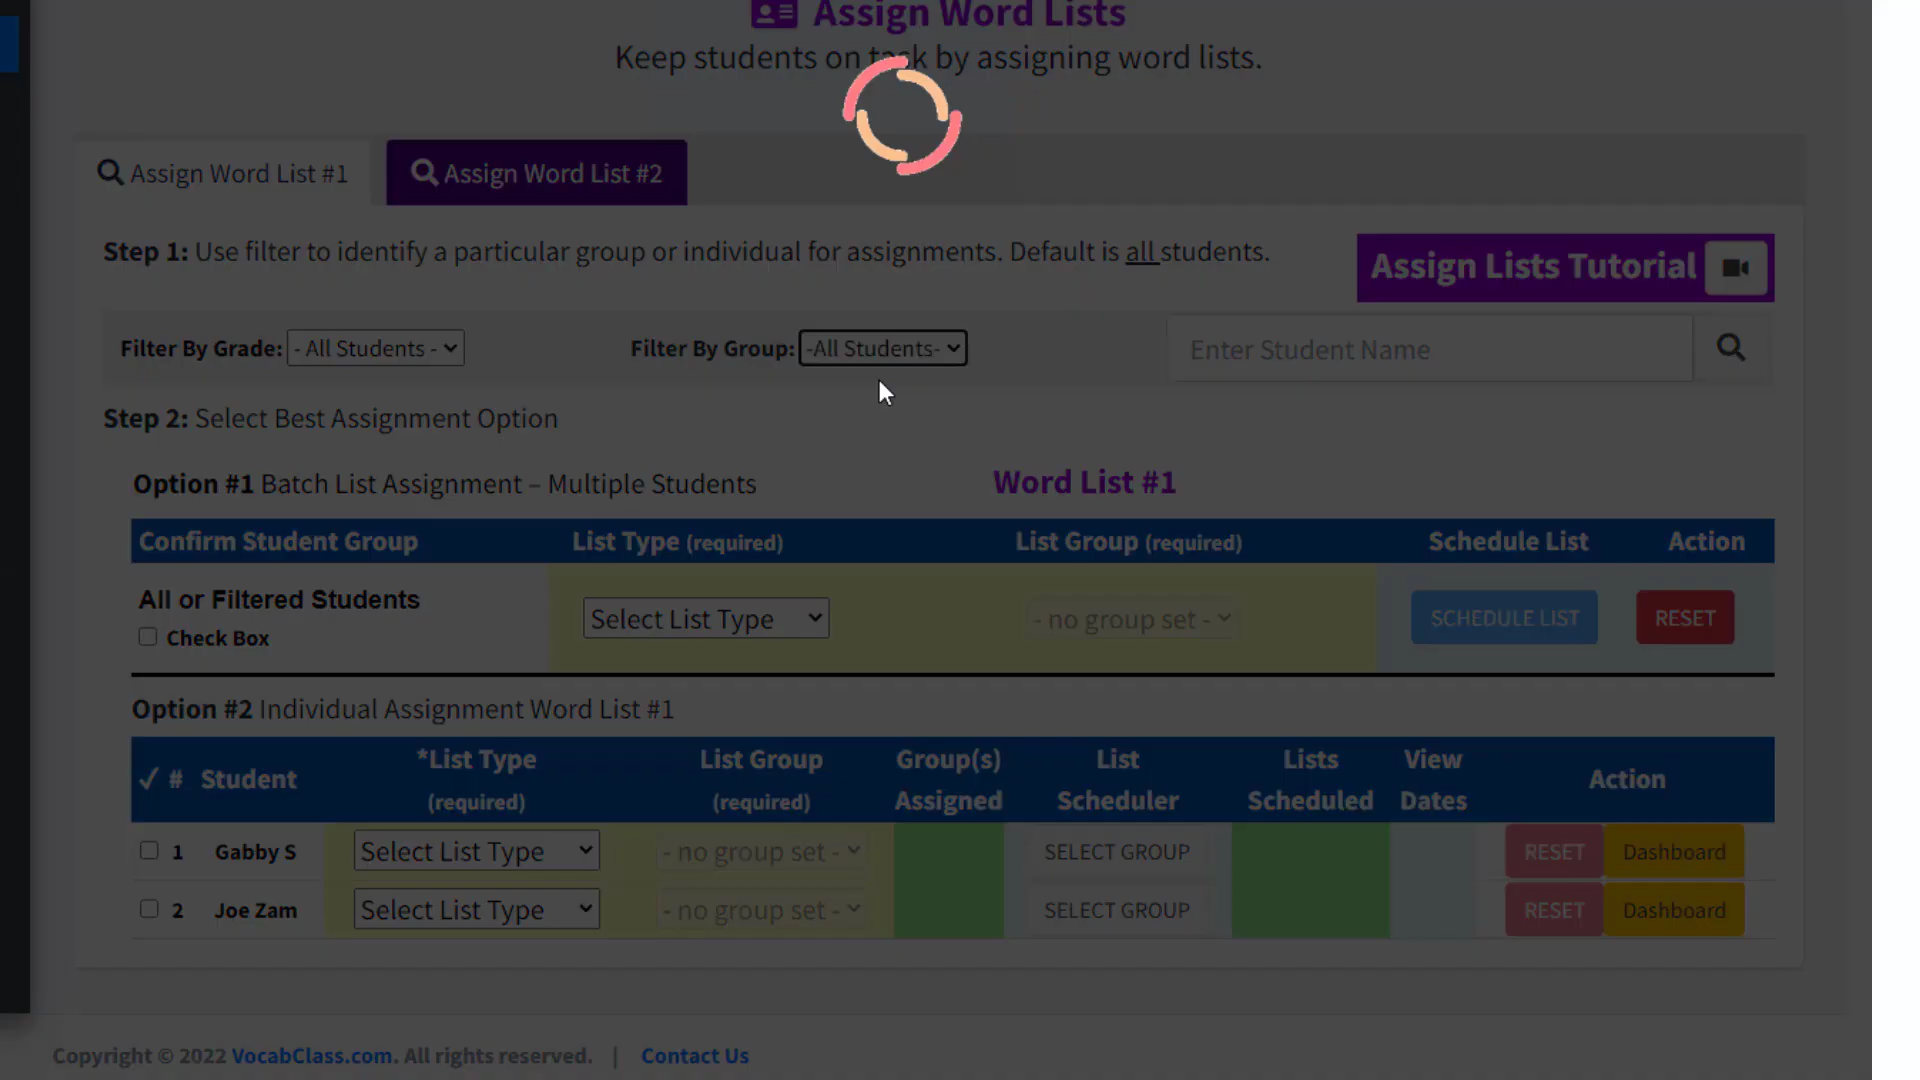 Assign Word Lists
Keep students on task by assigning word lists.
Assign Word List #1
Assign Word List #2
Step 1: Use filter to identify a particular group or individual for assignments. Default is all students.
Assign Lists Tutorial
Filter By Grade: - All Students -
Filter By Group: -All Students-
Enter Student Name
Step 2: Select Best Assignment Option
Option #1 Batch List Assignment – Multiple Students
Word List #1
Confirm Student Group List Type (required) List Group (required) Schedule List Action
All or Filtered Students
Check Box
Select List Type
- no group set -
SCHEDULE LIST
RESET
Option #2 Individual Assignment Word List #1
✓ # Student
*List Type
(required)
List Group
(required)
Group(s)
Assigned
List
Scheduler
Lists
Scheduled
View
Dates
Action
1 Gabby S Select List Type - no group set - SELECT GROUP RESET Dashboard
2 Joe Zam Select List Type - no group set - SELECT GROUP RESET Dashboard
Copyright © 2022 VocabClass.com. All rights reserved. | Contact Us